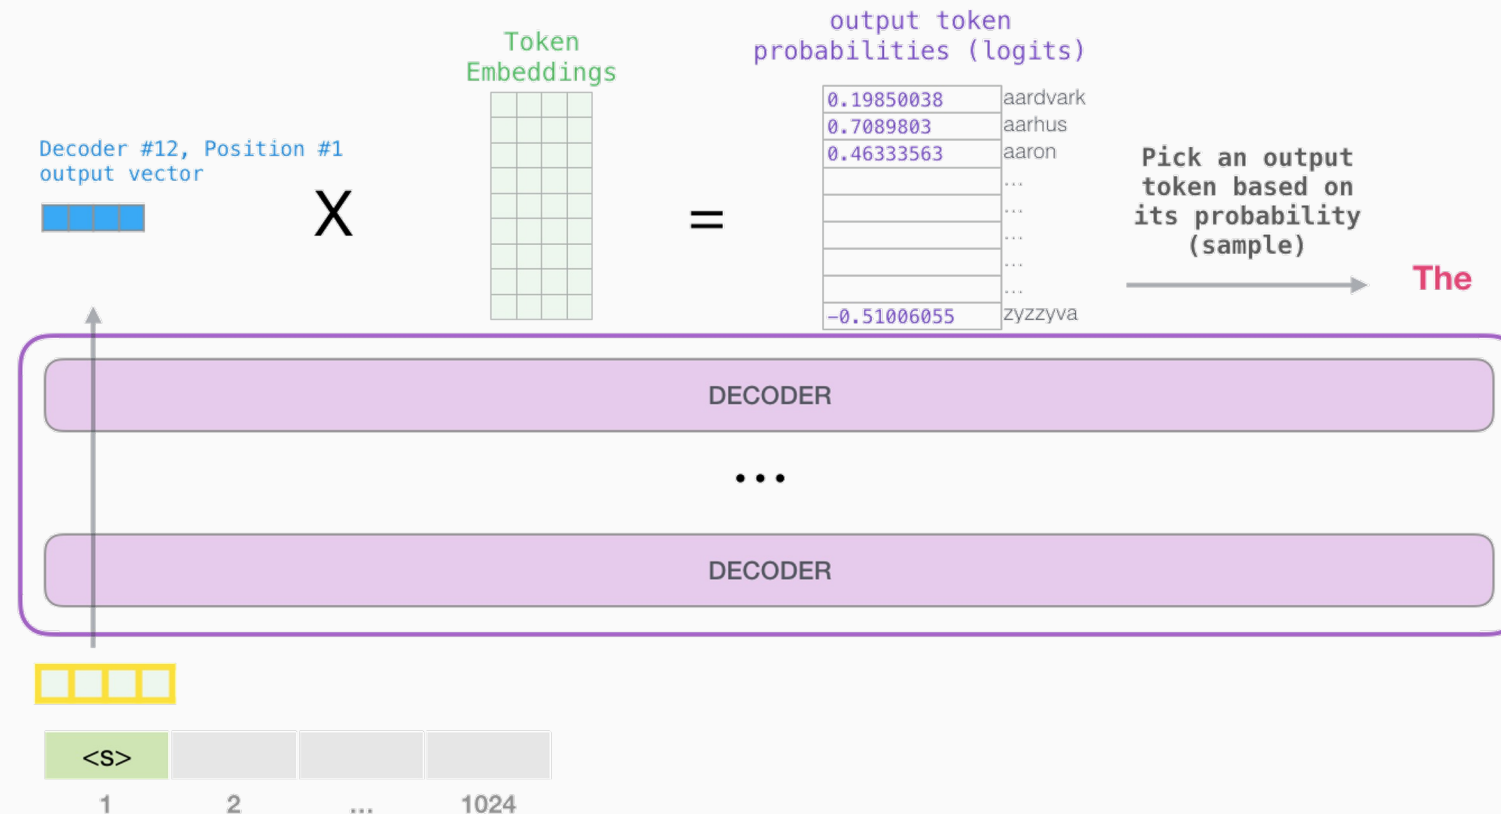 output token
probabilities (logits)
Token
Embeddings
Decoder #12, Position #1
output vector
X
=
0.19850038 aardvark
0.7089803 aarhus
0.46333563 aaron
...
...
...
...
...
-0.51006055 zyzzyva
Pick an output
token based on
its probability
(sample)
The
DECODER
...
DECODER
<s>
1 2 ... 1024